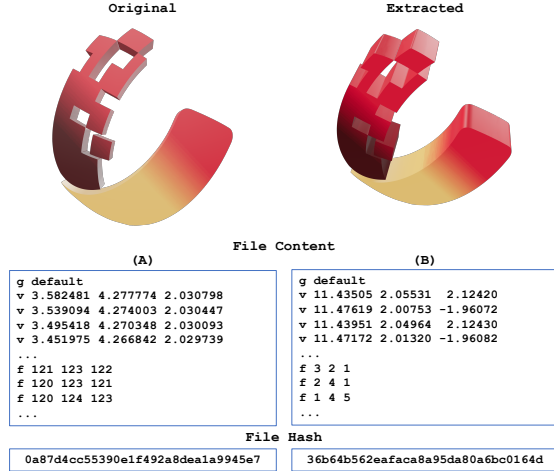 Original Extracted
File Content
(A) (B)
g default
v 3.582481 4.277774 2.030798
v 3.539094 4.274003 2.030447
v 3.495418 4.270348 2.030093
v 3.451975 4.266842 2.029739
...
f 121 123 122
f 120 123 121
f 120 124 123
...
g default
v 11.43505 2.05531 2.12420
v 11.47619 2.00753 -1.96072
v 11.43951 2.04964 2.12430
v 11.47172 2.01320 -1.96082
...
f 3 2 1
f 2 4 1
f 1 4 5
...
File Hash
0a87d4cc55390e1f492a8dea1a9945e7 36b64b562eafaca8a95da80a6bc0164d